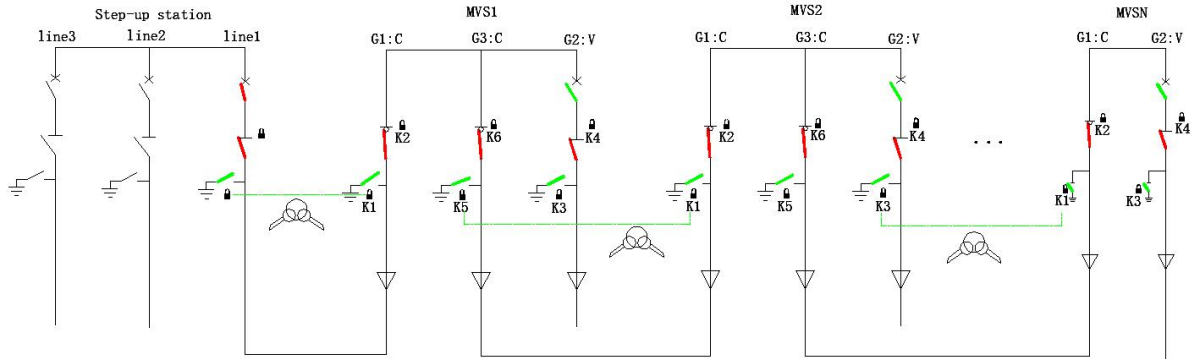 Step-up station
MVS1
MVS2
MVSN
line3
line2
line1
G1:C
G3:C
G2:V
G1:C
G3:C
G2:V
G1:C
G2:V
K2
K6
K4
K2
K6
K4
K2
K4
...
K1
K5
K3
K1
K5
K3
K1
K3